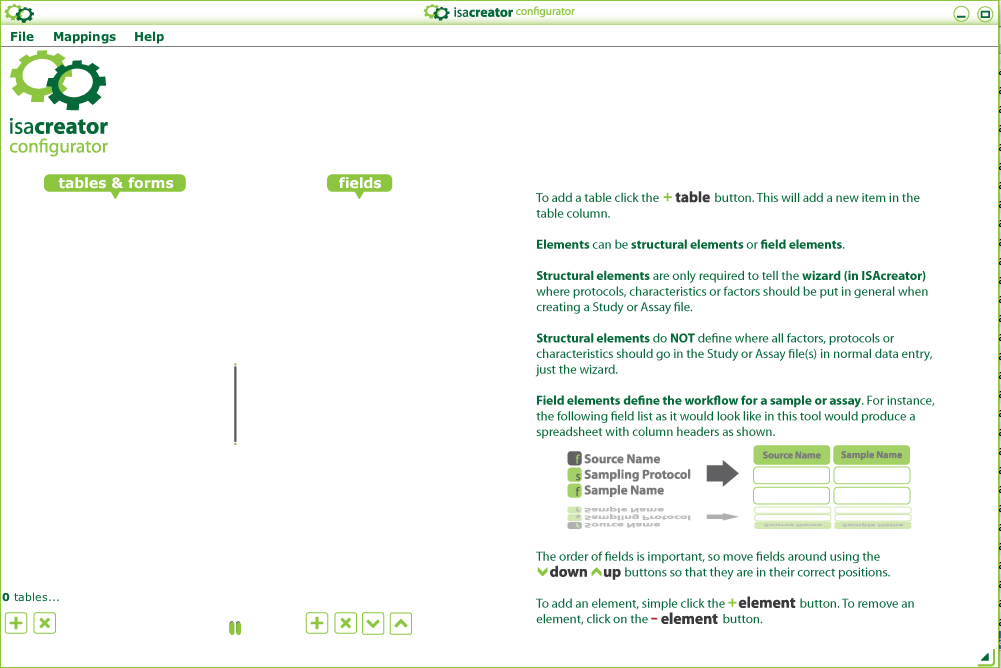 isacreator configurator
File Mappings Help
isacreator
configurator
tables & forms
fields
To add a table click the + table button. This will add a new item in the
table column.
Elements can be structural elements or field elements.
Structural elements are only required to tell the wizard (in ISAcreator)
where protocols, characteristics or factors should be put in general when
creating a Study or Assay file.
Structural elements do NOT define where all factors, protocols or
characteristics should go in the Study or Assay file(s) in normal data entry,
just the wizard.
Field elements define the workflow for a sample or assay. For instance,
the following field list as it would look like in this tool would produce a
spreadsheet with column headers as shown.
f Source Name
s Sampling Protocol
f Sample Name
Source Name Sample Name
Sample Name
Sampling Protocol
Source Name
The order of fields is important, so move fields around using the
down up buttons so that they are in their correct positions.
To add an element, simple click the + element button. To remove an
element, click on the - element button.
0 tables...